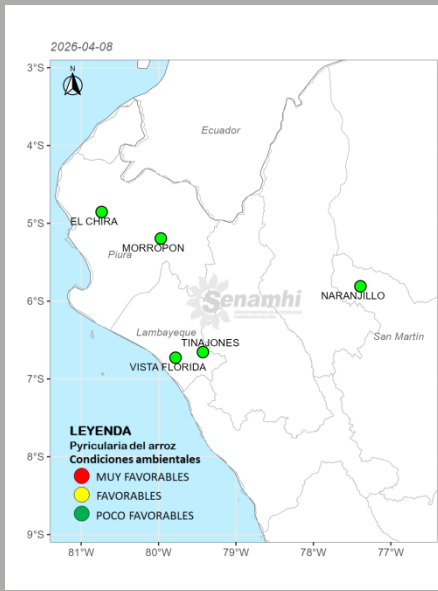 2026-04-08
3°S
N
4°S
Ecuador
5°S
EL CHIRA
MORROPON
Piura
6°S
NARANJILLO
Senamhi
Lambayeque
San Martin
TINAJONES
VISTA FLORIDA
7°S
LEYENDA
Pyricularia del arroz
Condiciones ambientales
MUY FAVORABLES
FAVORABLES
POCO FAVORABLES
8°S
9°S
81°W 80°W 79°W 78°W 77°W